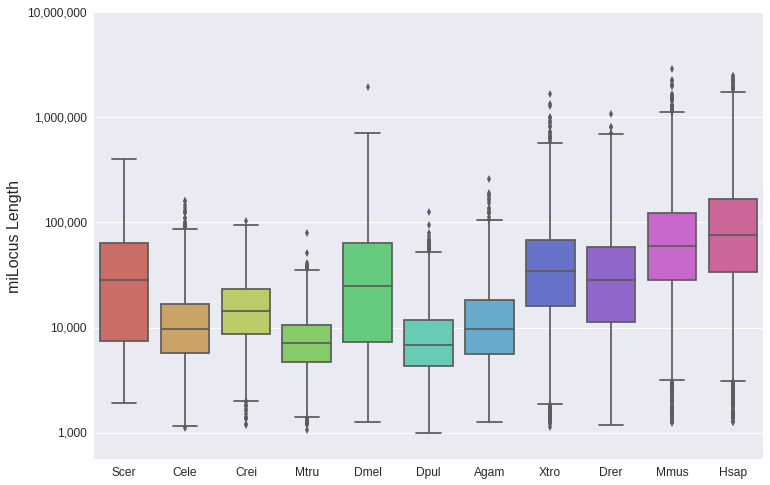 10,000,000
1,000,000
100,000
10,000
1,000
miLocus Length
Scer Cele Crei Mtru Dmel Dpul Agam Xtro Drer Mmus Hsap